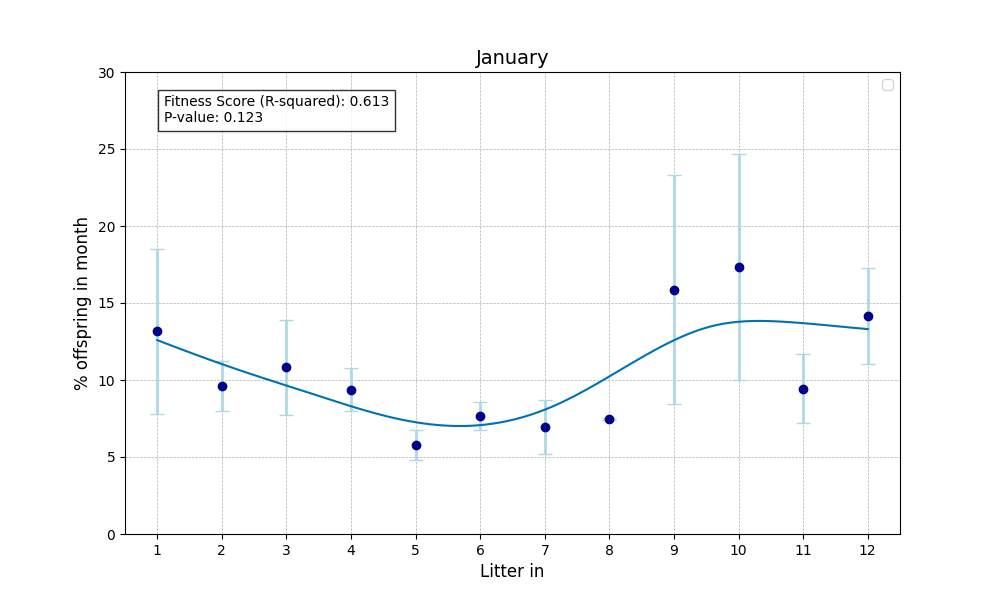 January
Fitness Score (R-squared): 0.613
P-value: 0.123
% offspring in month
30
25
20
15
10
5
0
1 2 3 4 5 6 7 8 9 10 11 12
Litter in